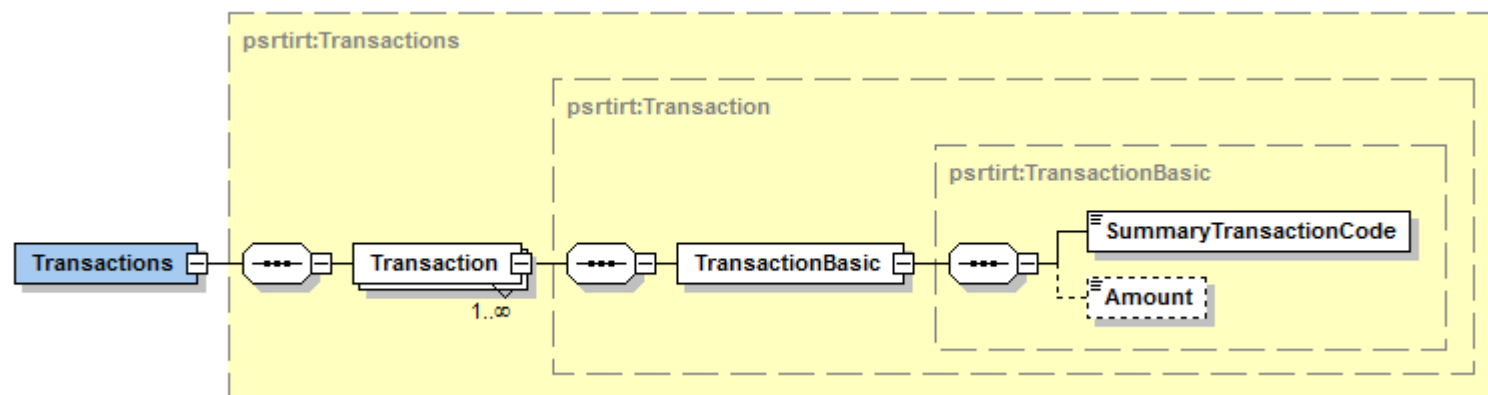 psrtirt:Transactions
psrtirt:Transaction
psrtirt:TransactionBasic
Transactions
Transaction
1..∞
TransactionBasic
SummaryTransactionCode
Amount